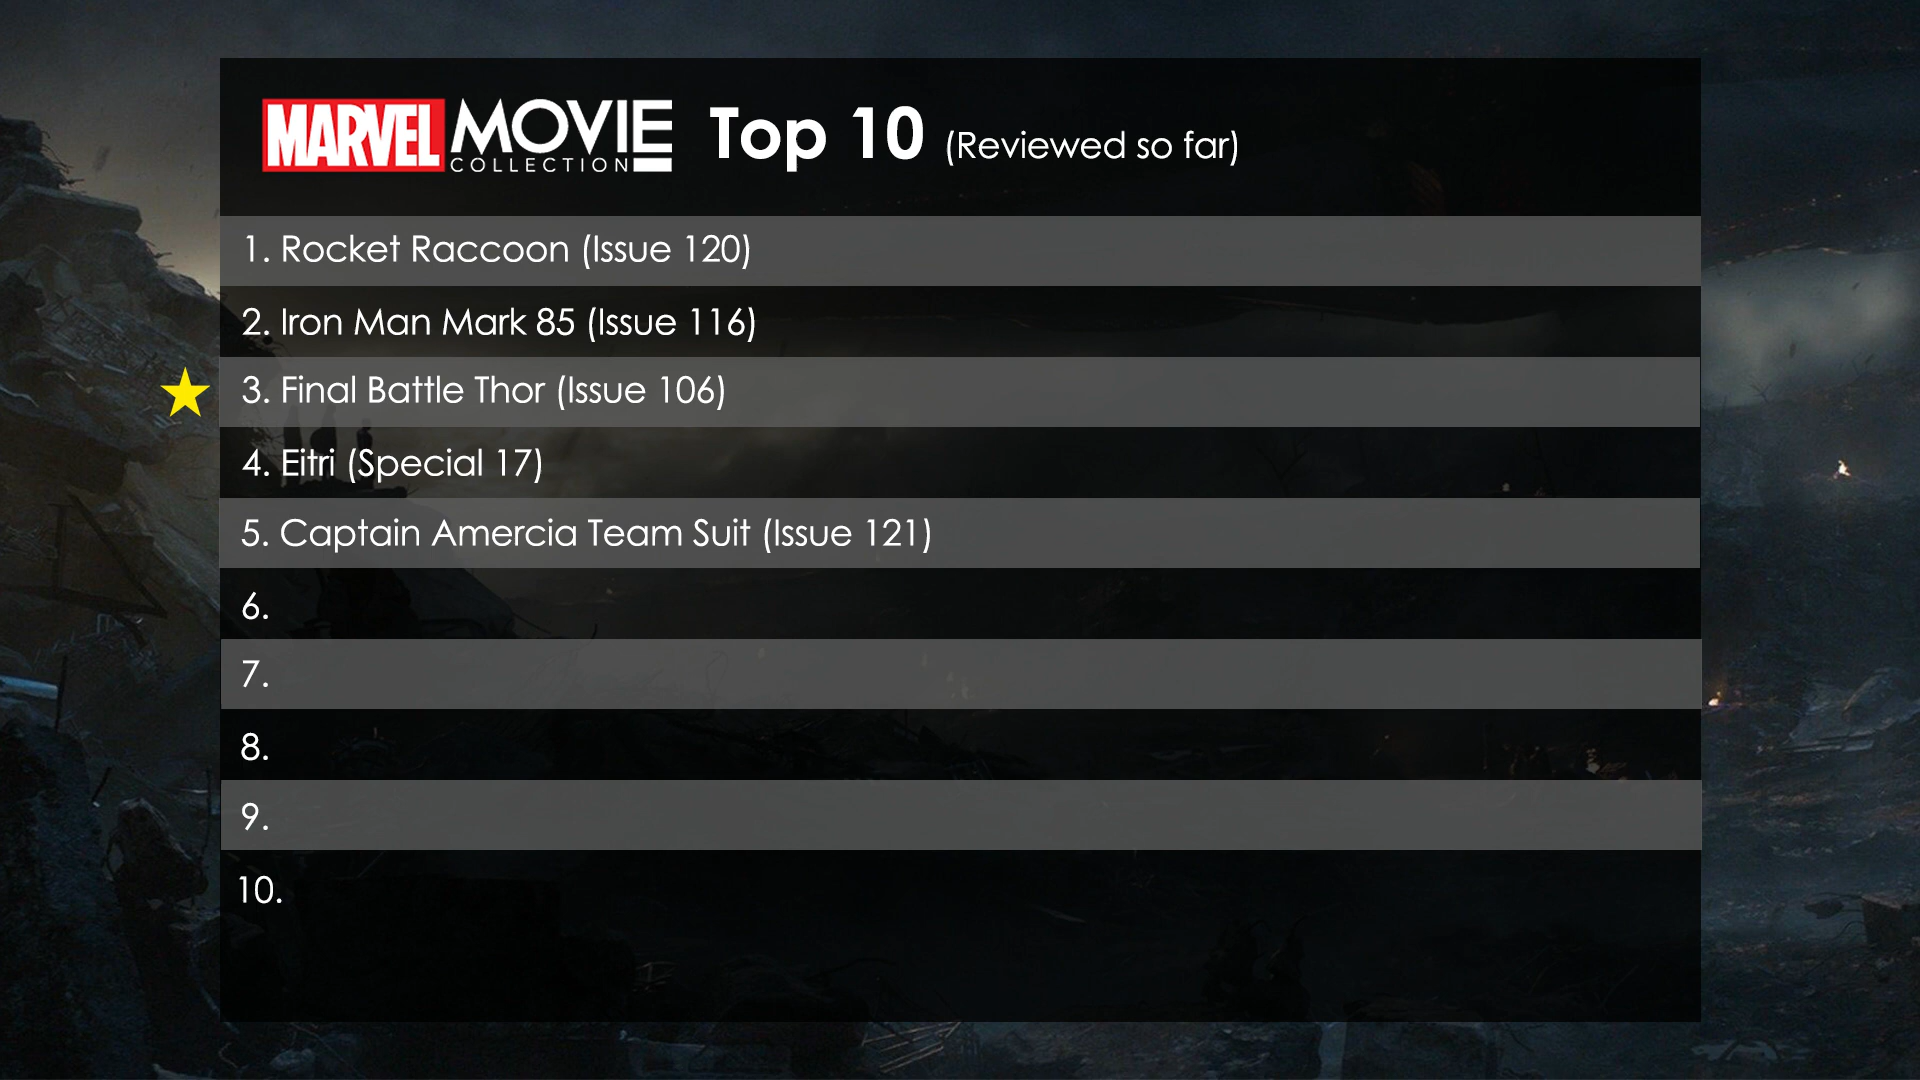 MARVEL MOVIE COLLECTION Top 10 (Reviewed so far)
1. Rocket Raccoon (Issue 120)
2. Iron Man Mark 85 (Issue 116)
3. Final Battle Thor (Issue 106)
4. Eitri (Special 17)
5. Captain Amercia Team Suit (Issue 121)
6.
7.
8.
9.
10.